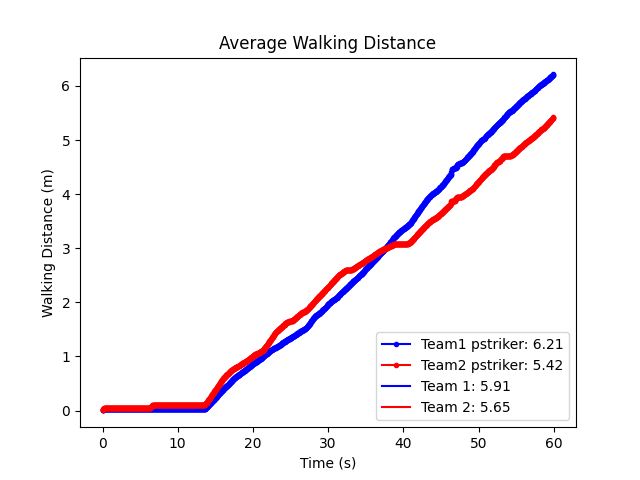 Average Walking Distance
Walking Distance (m)
6
5
4
3
2
1
0
0 10 20 30 40 50 60
Time (s)
Team1 pstriker: 6.21
Team2 pstriker: 5.42
Team 1: 5.91
Team 2: 5.65